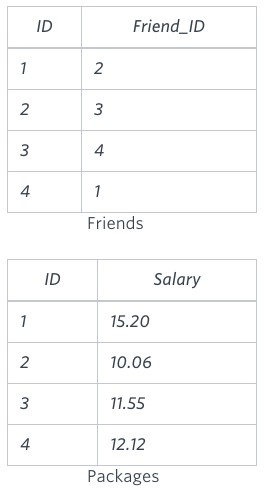 ID Friend_ID
1 2
2 3
3 4
4 1
Friends
ID Salary
1 15.20
2 10.06
3 11.55
4 12.12
Packages